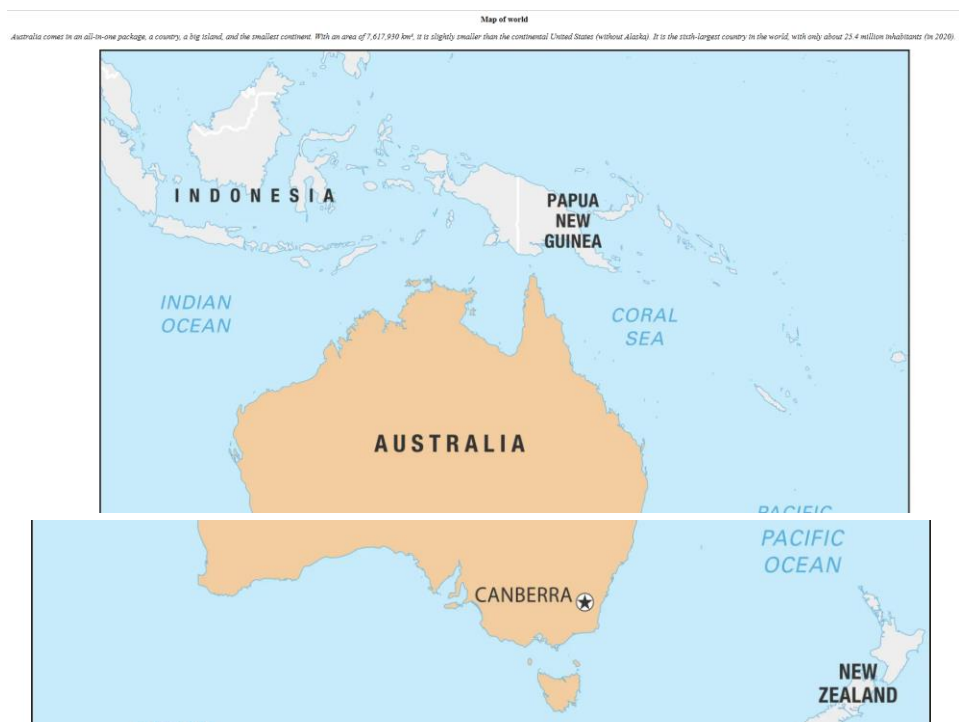 Map of world
Australia comes in an all-in-one package, a country, a big island, and the smallest continent. With an area of 7,617,930 km², it is slightly smaller than the continental United States (without Alaska). It is the sixth-largest country in the world, with only about 25.4 million inhabitants (in 2020).
INDONESIA
PAPUA
NEW
GUINEA
INDIAN
OCEAN
CORAL
SEA
AUSTRALIA
PACIFIC
PACIFIC
OCEAN
CANBERRA
NEW
ZEALAND